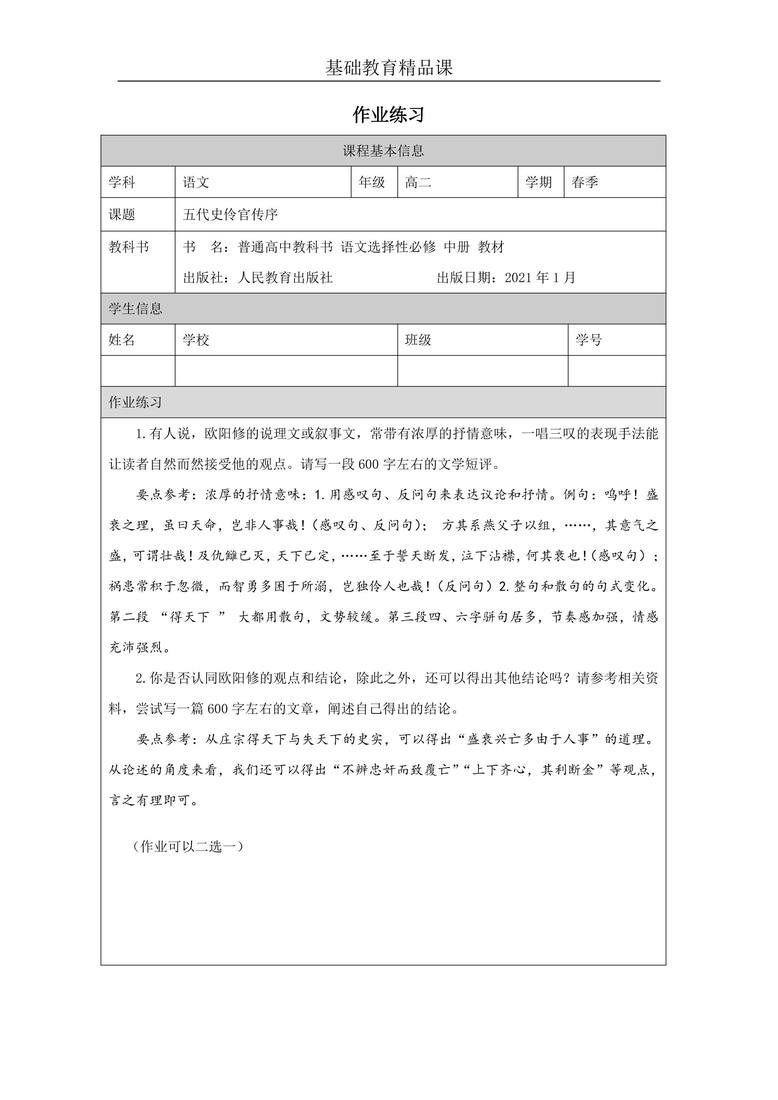 基础教育精品课
作业练习
课程基本信息
学科 语文 年级 高二 学期 春季
课题 五代史伶官传序
教科书 书 名：普通高中教科书 语文选择性必修 中册 教材
出版社：人民教育出版社 出版日期：2021年1月
学生信息
姓名 学校 班级 学号
作业练习
1.有人说，欧阳修的说理文或叙事文，常带有浓厚的抒情意味，一唱三叹的表现手法能
让读者自然而然接受他的观点。请写一段600字左右的文学短评。
要点参考：浓厚的抒情意味：1.用感叹句、反问句来表达议论和抒情。例句：呜呼！盛
衰之理，虽曰天命，岂非人事哉！（感叹句、反问句）； 方其系燕父子以组，……，其意气之
盛，可谓壮哉！及仇雠已灭，天下已定，……至于誓天断发，泣下沾襟，何其衰也！（感叹句）；
祸患常积于忽微，而智勇多困于所溺，岂独伶人也哉！（反问句）2.整句和散句的句式变化。
第二段 “得天下 ” 大都用散句，文势较缓。第三段四、六字骈句居多，节奏感加强，情感
充沛强烈。
2.你是否认同欧阳修的观点和结论，除此之外，还可以得出其他结论吗？请参考相关资
料，尝试写一篇600字左右的文章，阐述自己得出的结论。
要点参考：从庄宗得天下与失天下的史实，可以得出“盛衰兴亡多由于人事”的道理。
从论述的角度来看，我们还可以得出“不辨忠奸而致覆亡”“上下齐心，其利断金”等观点，
言之有理即可。
（作业可以二选一）